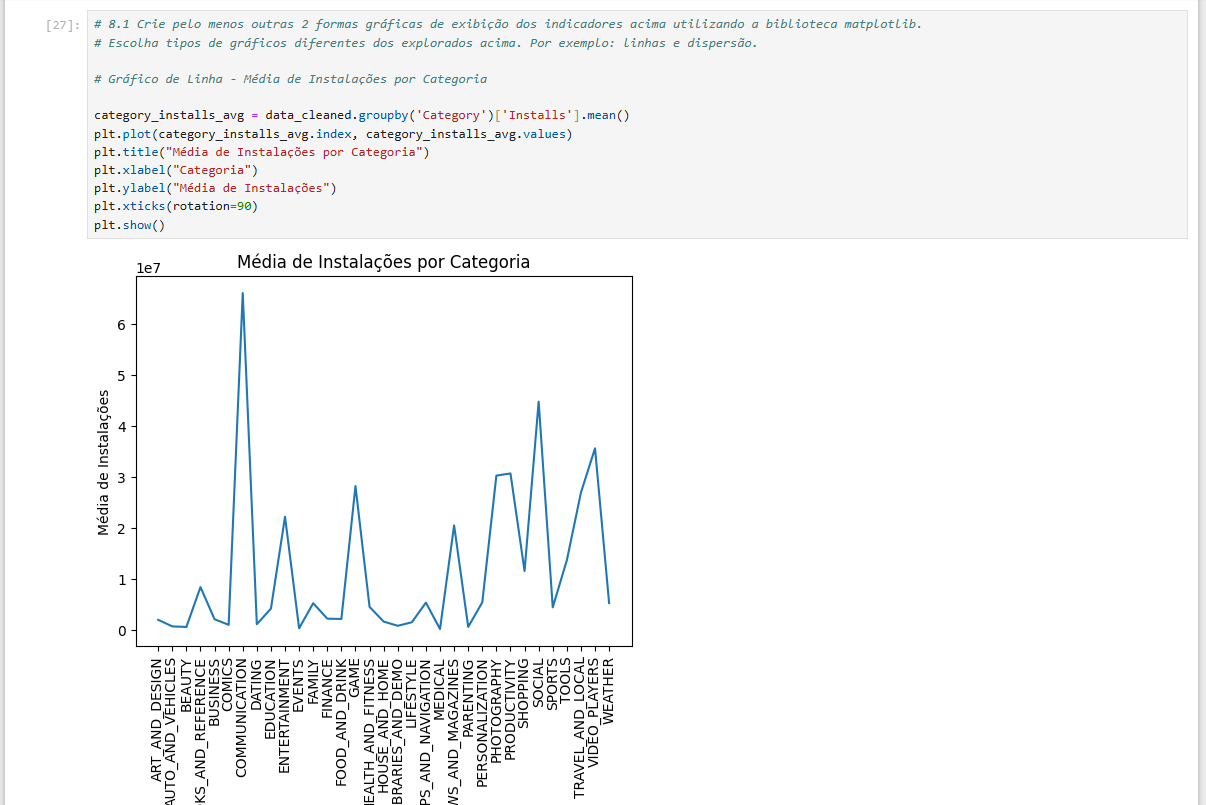 [27]:
# 8.1 Crie pelo menos outras 2 formas gráficas de exibição dos indicadores acima utilizando a biblioteca matplotlib.
# Escolha tipos de gráficos diferentes dos explorados acima. Por exemplo: linhas e dispersão.
# Gráfico de Linha - Média de Instalações por Categoria
category_installs_avg = data_cleaned.groupby('Category')['Installs'].mean()
plt.plot(category_installs_avg.index, category_installs_avg.values)
plt.title("Média de Instalações por Categoria")
plt.xlabel("Categoria")
plt.ylabel("Média de Instalações")
plt.xticks(rotation=90)
plt.show()
Média de Instalações por Categoria
1e7
6
5
4
3
2
1
0
Média de Instalações
ART_AND_DESIGN
AUTO_AND_VEHICLES
BEAUTY
KS_AND_REFERENCE
BUSINESS
COMICS
COMMUNICATION
DATING
EDUCATION
ENTERTAINMENT
EVENTS
FAMILY
FINANCE
FOOD_AND_DRINK
GAME
EALTH_AND_FITNESS
HOUSE_AND_HOME
BRARIES_AND_DEMO
LIFESTYLE
PS_AND_NAVIGATION
MEDICAL
WS_AND_MAGAZINES
PARENTING
PERSONALIZATION
PHOTOGRAPHY
PRODUCTIVITY
SHOPPING
SOCIAL
SPORTS
TOOLS
TRAVEL_AND_LOCAL
VIDEO_PLAYERS
WEATHER